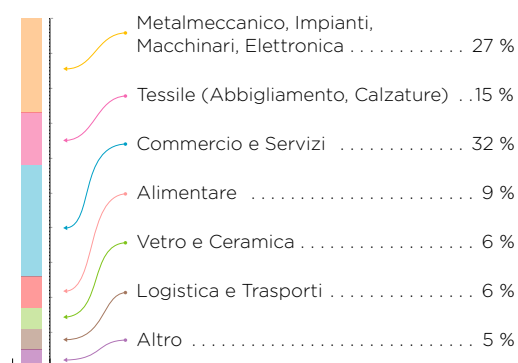 Metalmeccanico, Impianti,
Macchinari, Elettronica . . . . . . . . . . . . 27 %
Tessile (Abbigliamento, Calzature) . .15 %
Commercio e Servizi . . . . . . . . . . . . . 32 %
Alimentare . . . . . . . . . . . . . . . . . . . . . 9 %
Vetro e Ceramica . . . . . . . . . . . . . . . . 6 %
Logistica e Trasporti . . . . . . . . . . . . . 6 %
Altro . . . . . . . . . . . . . . . . . . . . . . . . . . 5 %